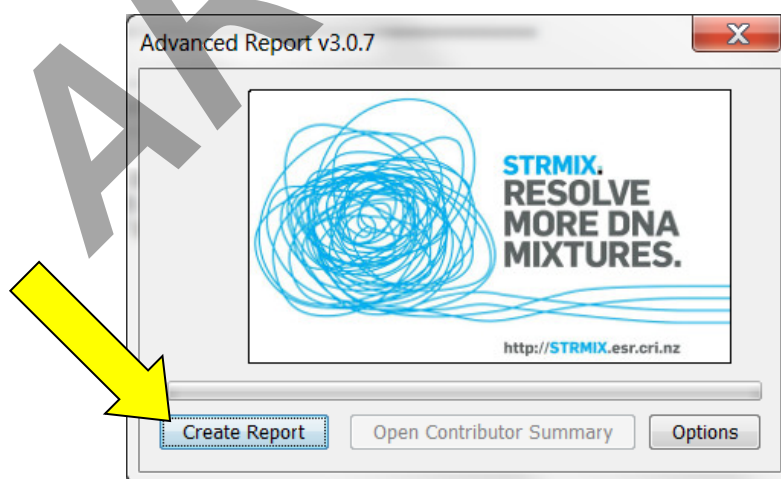 Advanced Report v3.0.7
STRMIX.
RESOLVE
MORE DNA
MIXTURES.
http://STRMIX.esr.cri.nz
Create Report
Open Contributor Summary
Options